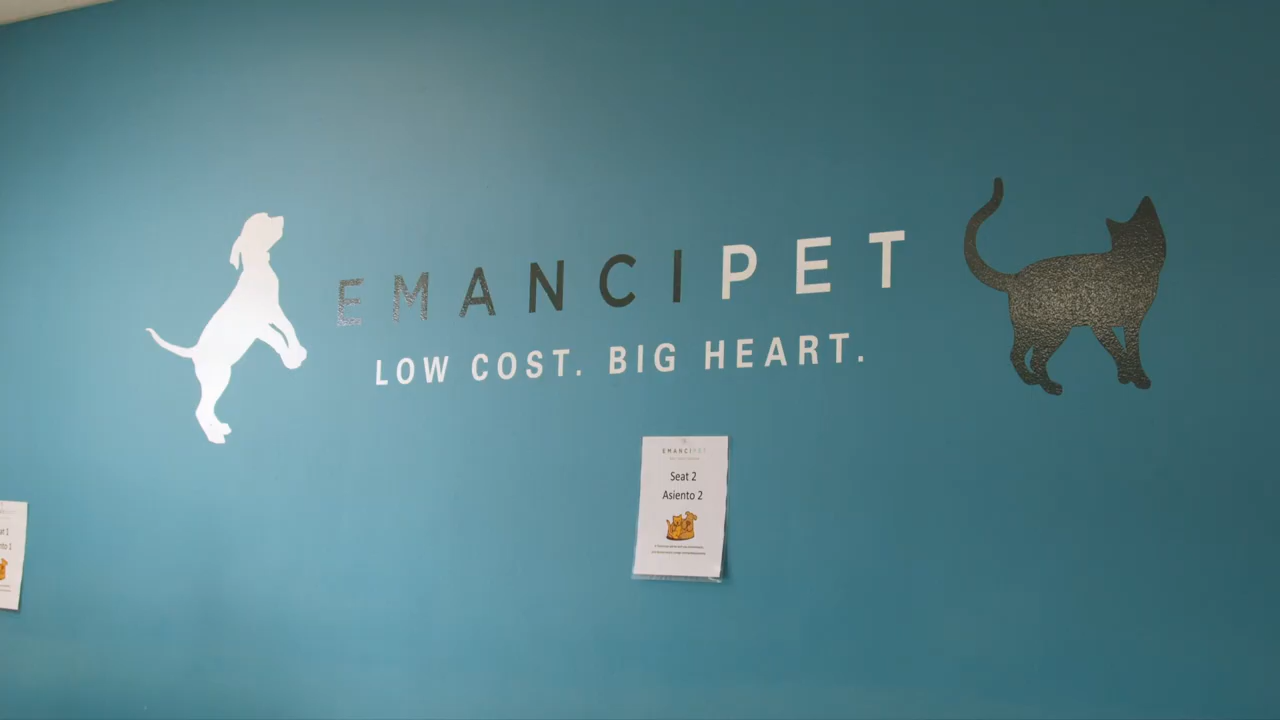 EMANCIPET
LOW COST. BIG HEART.
EMANCIPET
Seat 2
Asiento 2